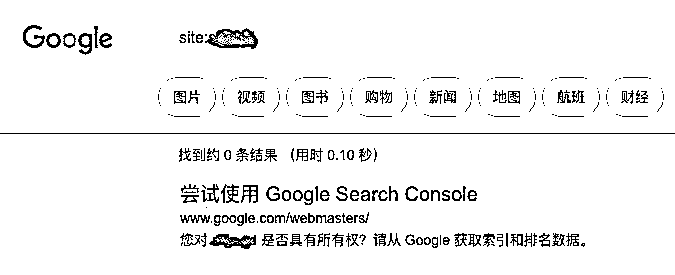 Google
site:
图片 视频 图书 购物 新闻 地图 航班 财经
找到约 0 条结果 （用时 0.10 秒）
尝试使用 Google Search Console
www.google.com/webmasters/
您对 是否具有所有权？请从 Google 获取索引和排名数据。